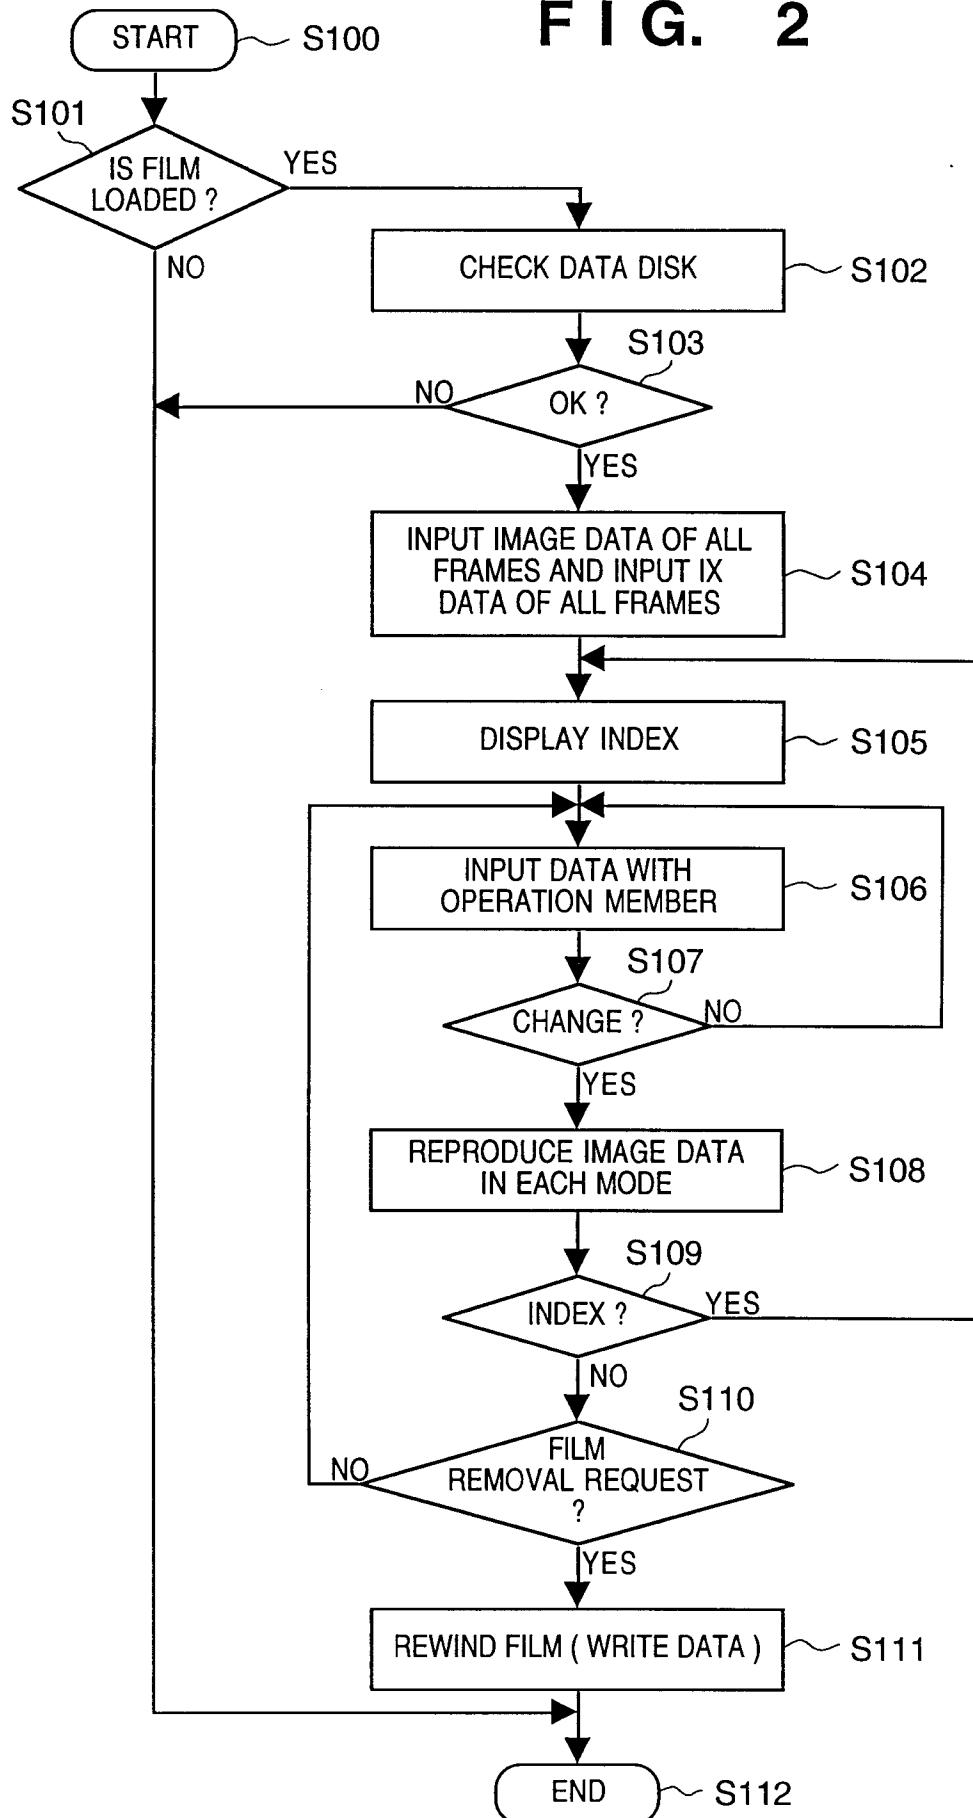 FIG. 2
START
S100
S101
IS FILM
LOADED ?
YES
NO
CHECK DATA DISK
S102
S103
OK ?
NO
YES
INPUT IMAGE DATA OF ALL
FRAMES AND INPUT IX
DATA OF ALL FRAMES
S104
DISPLAY INDEX
S105
INPUT DATA WITH
OPERATION MEMBER
S106
S107
CHANGE ?
NO
YES
REPRODUCE IMAGE DATA
IN EACH MODE
S108
S109
INDEX ?
YES
NO
S110
FILM
REMOVAL REQUEST
?
NO
YES
REWIND FILM ( WRITE DATA )
S111
END
S112